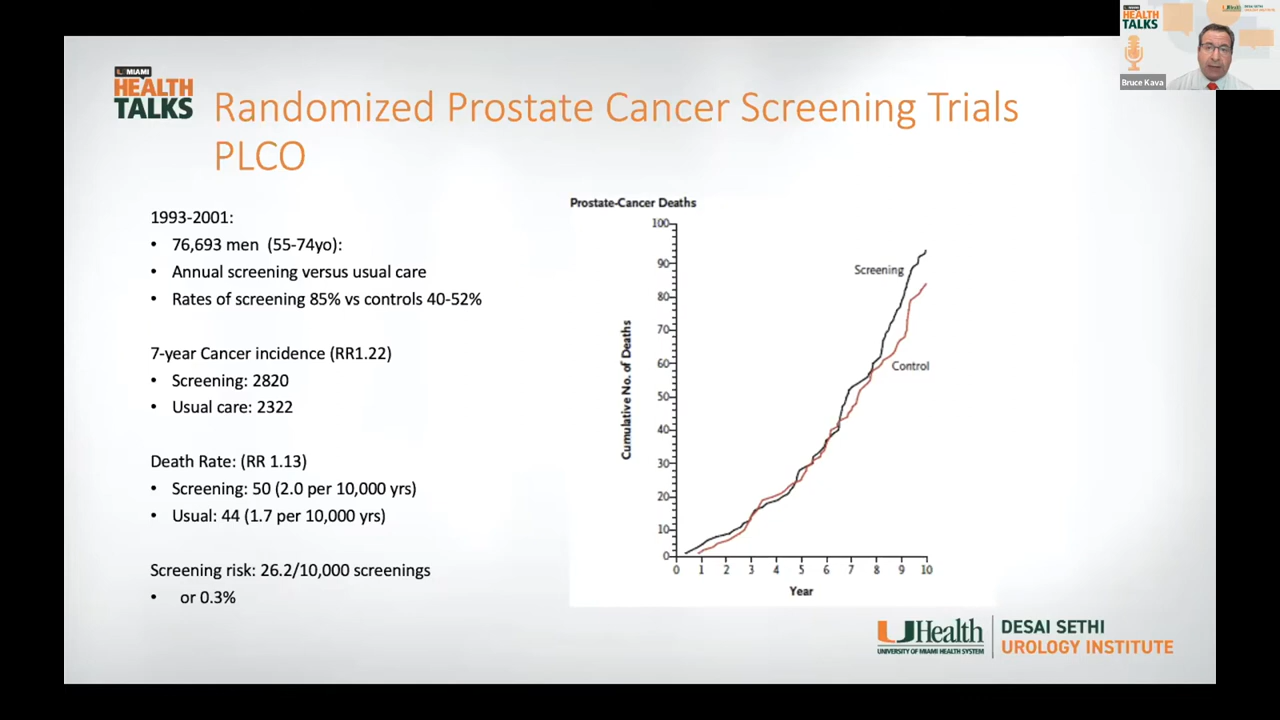 MIAMI
HEALTH
TALKS
Randomized Prostate Cancer Screening Trials
PLCO
1993-2001:
• 76,693 men (55-74yo):
• Annual screening versus usual care
• Rates of screening 85% vs controls 40-52%
7-year Cancer incidence (RR1.22)
• Screening: 2820
• Usual care: 2322
Death Rate: (RR 1.13)
• Screening: 50 (2.0 per 10,000 yrs)
• Usual: 44 (1.7 per 10,000 yrs)
Screening risk: 26.2/10,000 screenings
• or 0.3%
Prostate-Cancer Deaths
Cumulative No. of Deaths
100
90
80
70
60
50
40
30
20
10
0
Screening
Control
0 1 2 3 4 5 6 7 8 9 10
Year
UHealth
UNIVERSITY OF MIAMI HEALTH SYSTEM
DESAI SETHI
UROLOGY INSTITUTE
HEALTH
TALKS
Bruce Kava
DESAI SETHI
UROLOGY INSTITUTE